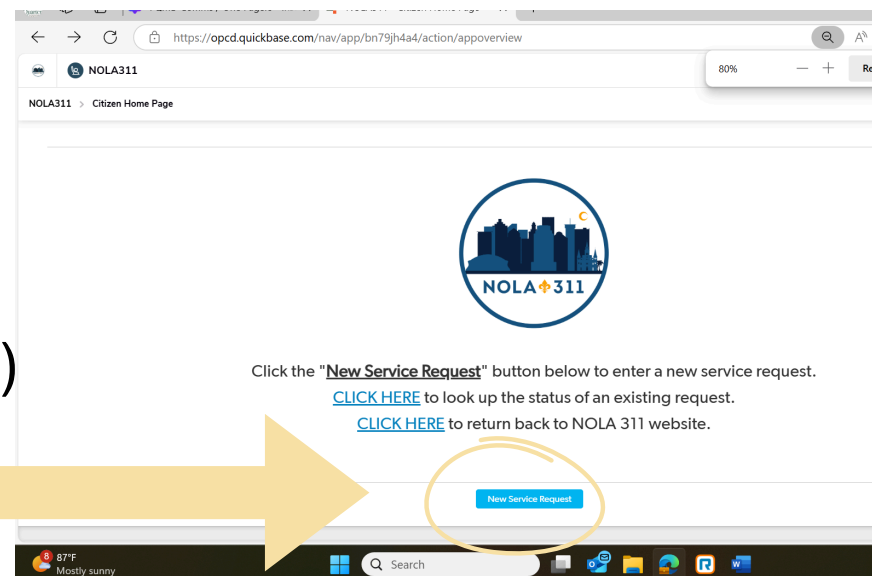 https://opcd.quickbase.com/nav/app/bn79jh4a4/action/appoverview
NOLA311
80%
NOLA311 > Citizen Home Page
NOLA 311
)
Click the "New Service Request" button below to enter a new service request.
CLICK HERE to look up the status of an existing request.
CLICK HERE to return back to NOLA 311 website.
New Service Request
8
87°F
Mostly sunny
Search